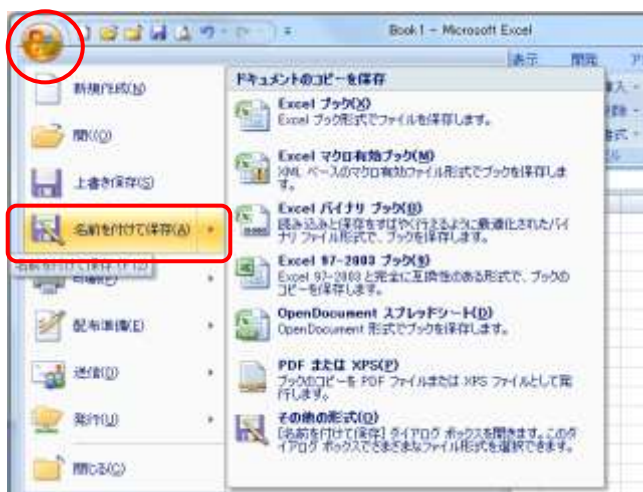 Book1 - Microsoft Excel
表示 開発
新規作成(N)
開く(O)
上書き保存(S)
名前を付けて保存(A)
名前を付けて保存 (F12)
印刷(P)
配布準備(E)
送信(D)
発行(U)
閉じる(C)
ドキュメントのコピーを保存
Excel ブック(X)
Excel ブック形式でファイルを保存します。
Excel マクロ有効ブック(M)
XML ベースのマクロ有効ファイル形式でブックを保存しま
す。
Excel バイナリ ブック(B)
読み込みと保存をすばやく行えるように最適化されたバイ
ナリ ファイル形式で、ブックを保存します。
Excel 97-2003 ブック(9)
Excel 97-2003 と完全に互換性のある形式で、ブックの
コピーを保存します。
OpenDocument スプレッドシート(D)
OpenDocument 形式でブックを保存します。
PDF または XPS(P)
ブックのコピーを PDF ファイルまたは XPS ファイルとして発
行します。
その他の形式(O)
[名前を付けて保存] ダイアログ ボックスを開きます。このダ
イアログ ボックスでさまざまなファイル形式を選択できます。